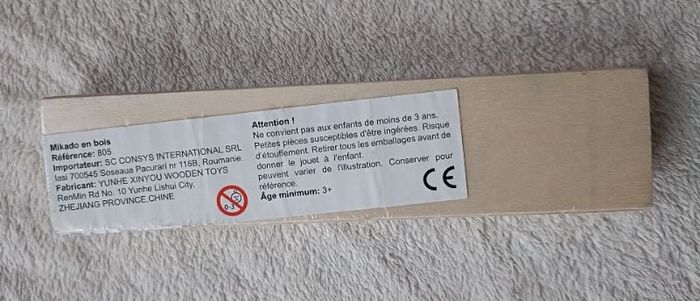 Mikado en bois
Référence: 805
Importateur: SC CONSYS INTERNATIONAL SRL
Iasi 700545 Soseaua Pacurari nr 116B, Roumanie.
Fabricant: YUNHE XINYOU WOODEN TOYS
RenMin Rd No. 10 Yunhe Lishui City,
ZHEJIANG PROVINCE,CHINE
0-3
Attention !
Ne convient pas aux enfants de moins de 3 ans.
Petites pièces susceptibles d'être ingérées. Risque
d'étouffement. Retirer tous les emballages avant de
donner le jouet à l'enfant.
peuvent varier de l'illustration. Conserver pour
référence.
Âge minimum: 3+
CE